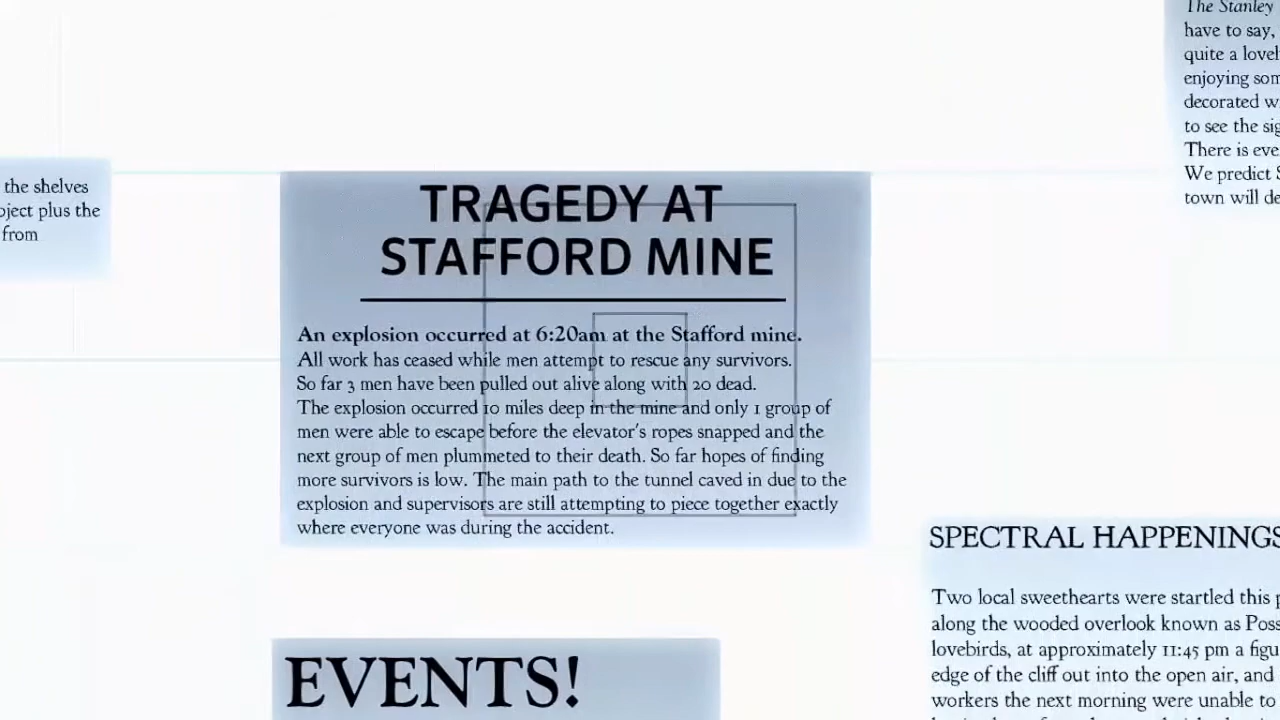 The Stanley
have to say,
quite a lovel
enjoying som
decorated w
to see the sig
There is eve
We predict S
town will de
the shelves
oject plus the
from
TRAGEDY AT
STAFFORD MINE
An explosion occurred at 6:20am at the Stafford mine.
All work has ceased while men attempt to rescue any survivors.
So far 3 men have been pulled out alive along with 20 dead.
The explosion occurred 10 miles deep in the mine and only 1 group of
men were able to escape before the elevator's ropes snapped and the
next group of men plummeted to their death. So far hopes of finding
more survivors is low. The main path to the tunnel caved in due to the
explosion and supervisors are still attempting to piece together exactly
where everyone was during the accident.
EVENTS!
SPECTRAL HAPPENINGS
Two local sweethearts were startled this p
along the wooded overlook known as Poss
lovebirds, at approximately 11:45 pm a figu
edge of the cliff out into the open air, and
workers the next morning were unable to